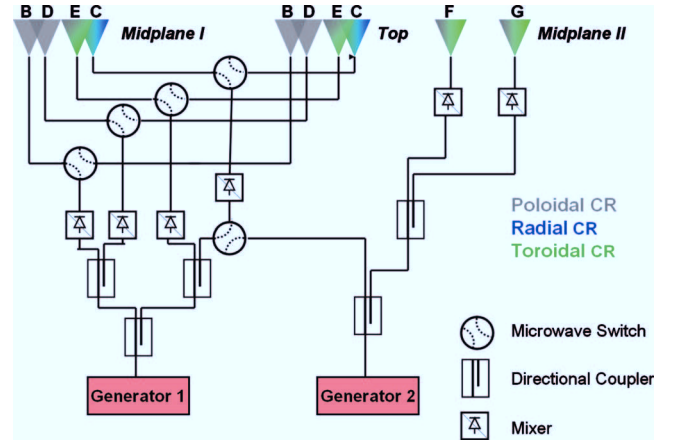 B D E C Midplane I B D E C Top F G Midplane II
Poloidal CR
Radial CR
Toroidal CR
Microwave Switch
Directional Coupler
Generator 1 Generator 2
Mixer